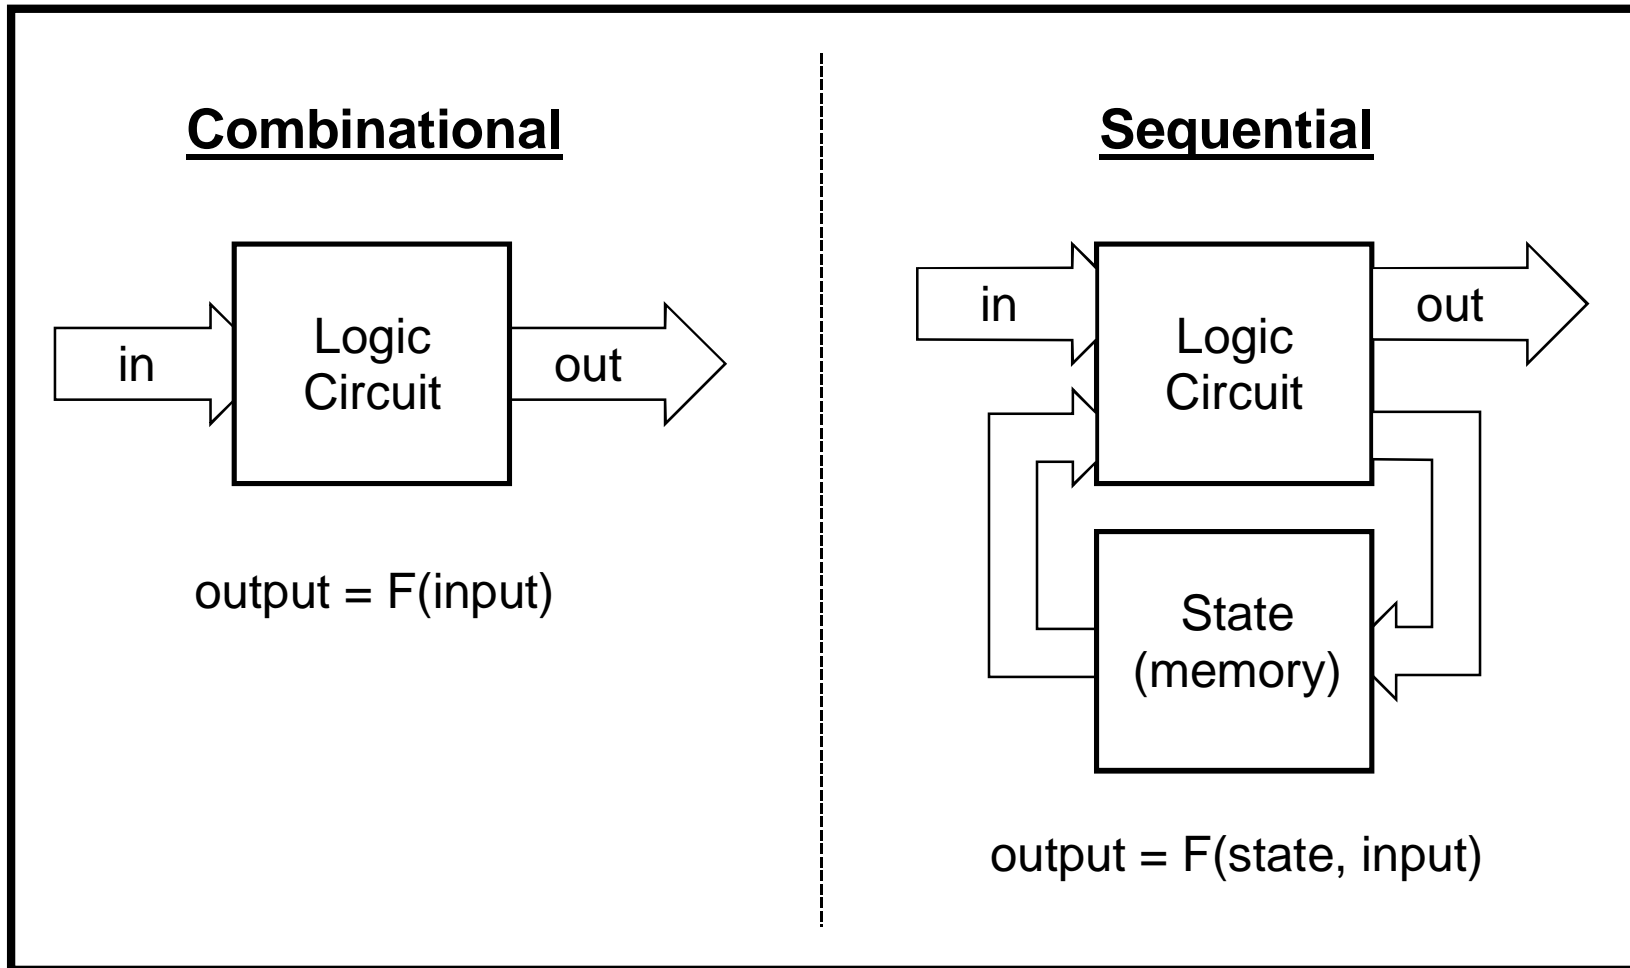 Combinational
in
Logic
Circuit
out
output = F(input)
Sequential
in
Logic
Circuit
out
State
(memory)
output = F(state, input)